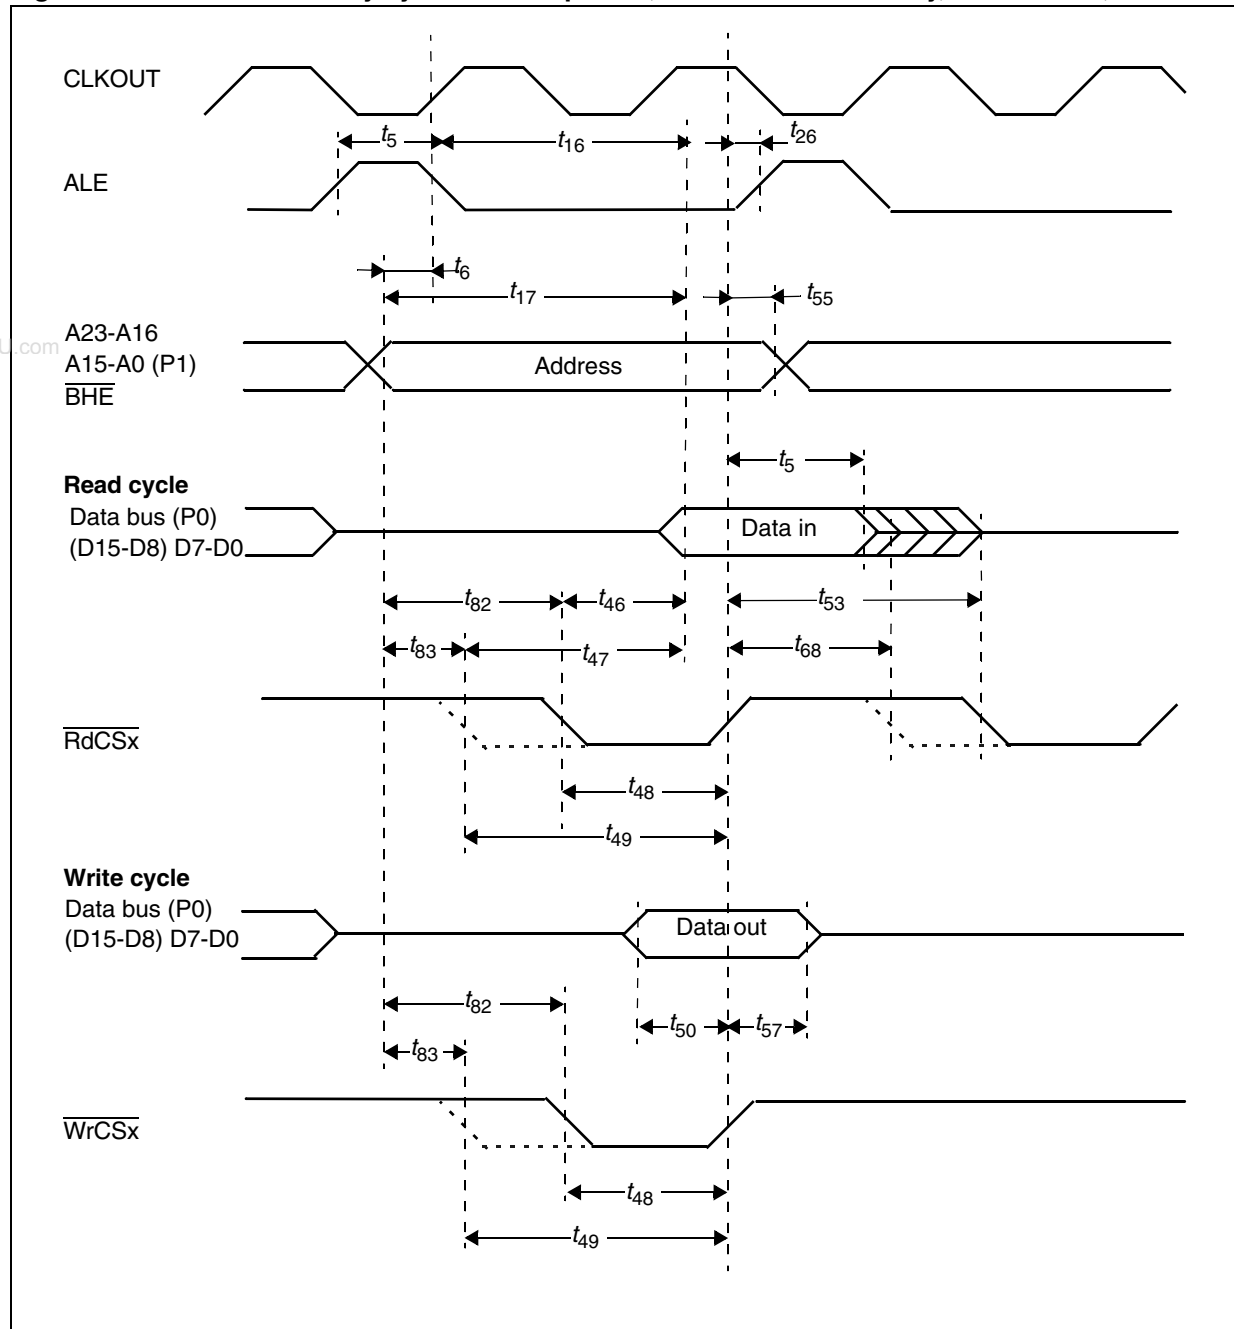 CLKOUT
t5
t16
t26
ALE
t6
t17
t55
A23-A16
U.com
A15-A0 (P1)
Address
BHE
t5
Read cycle
Data bus (P0)
Data in
(D15-D8) D7-D0
t82
t46
t53
t83
t47
t68
RdCSx
t48
t49
Write cycle
Data bus (P0)
Data out
(D15-D8) D7-D0
t82
t50
t57
t83
WrCSx
t48
t49